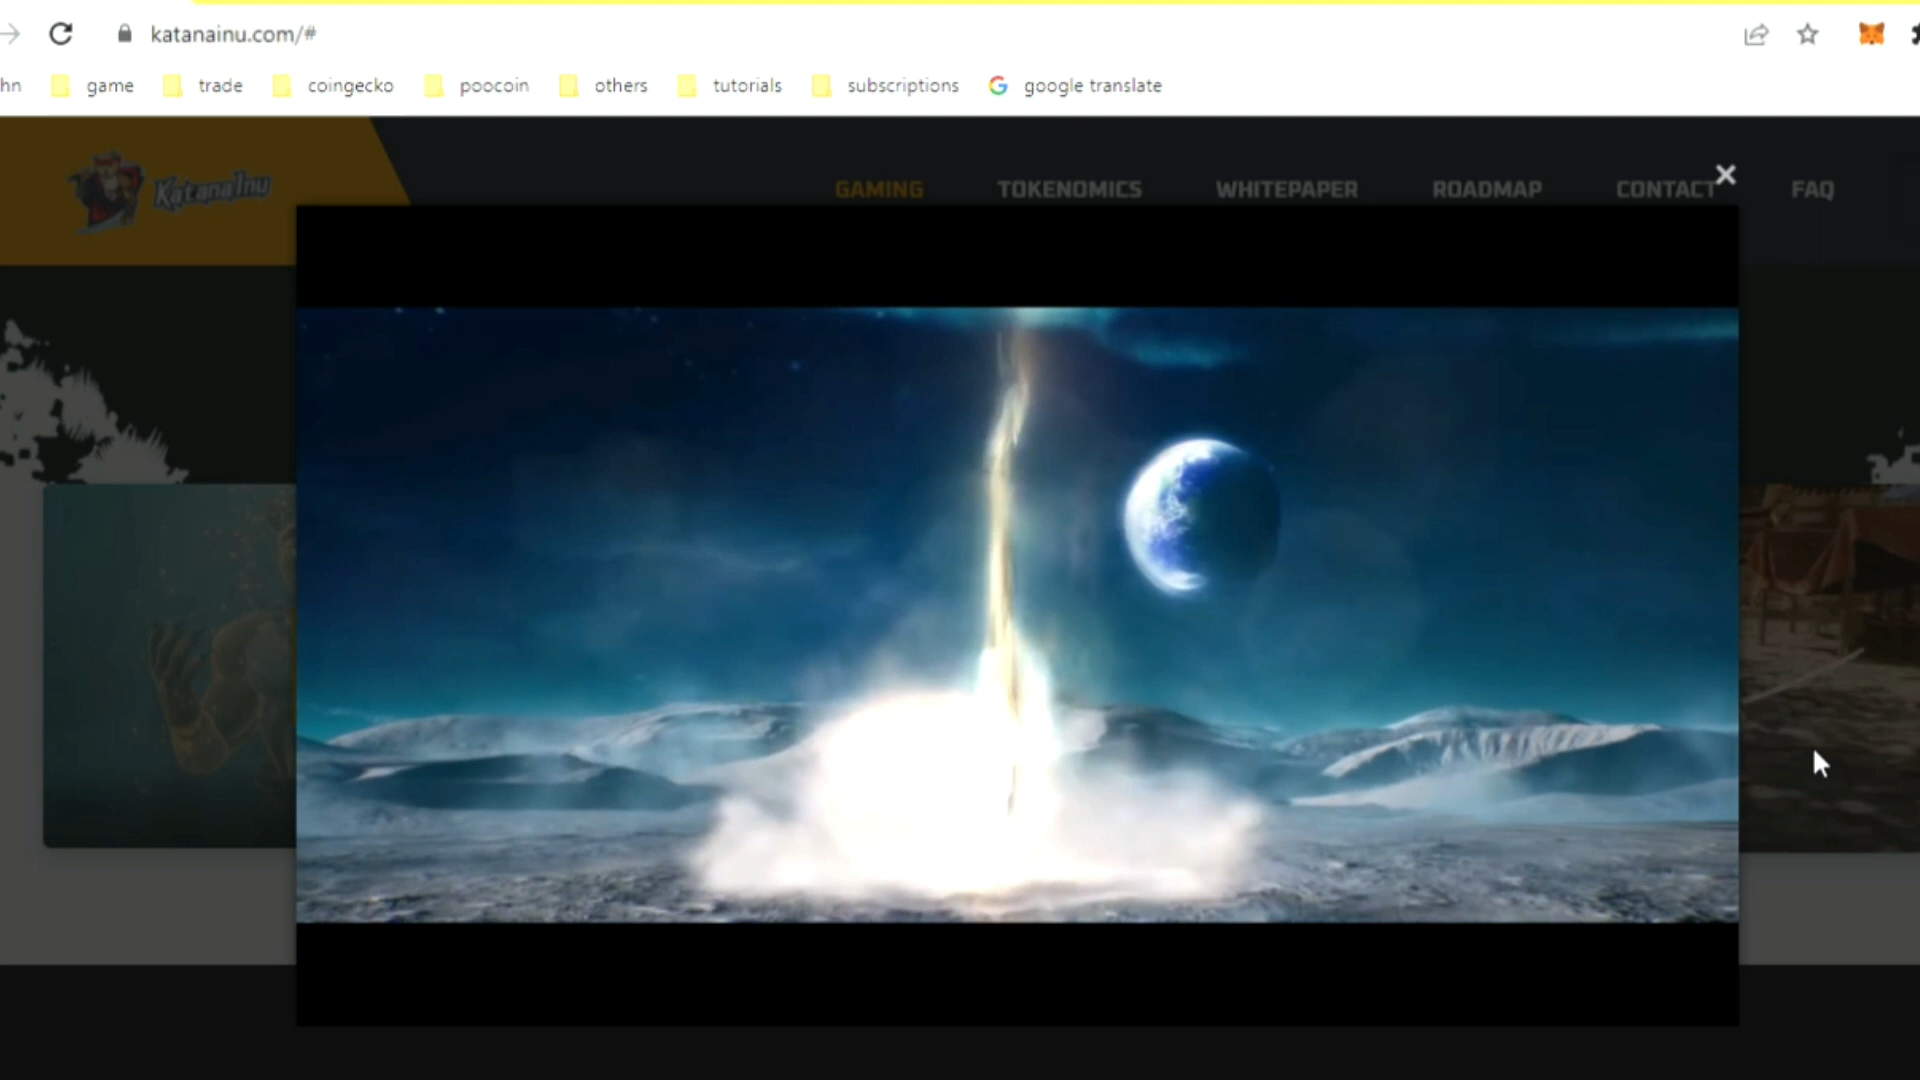 katanainu.com/#
hn game trade coingecko poocoin others tutorials subscriptions google translate
KatanaInu
GAMING TOKENOMICS WHITEPAPER ROADMAP CONTACT FAQ